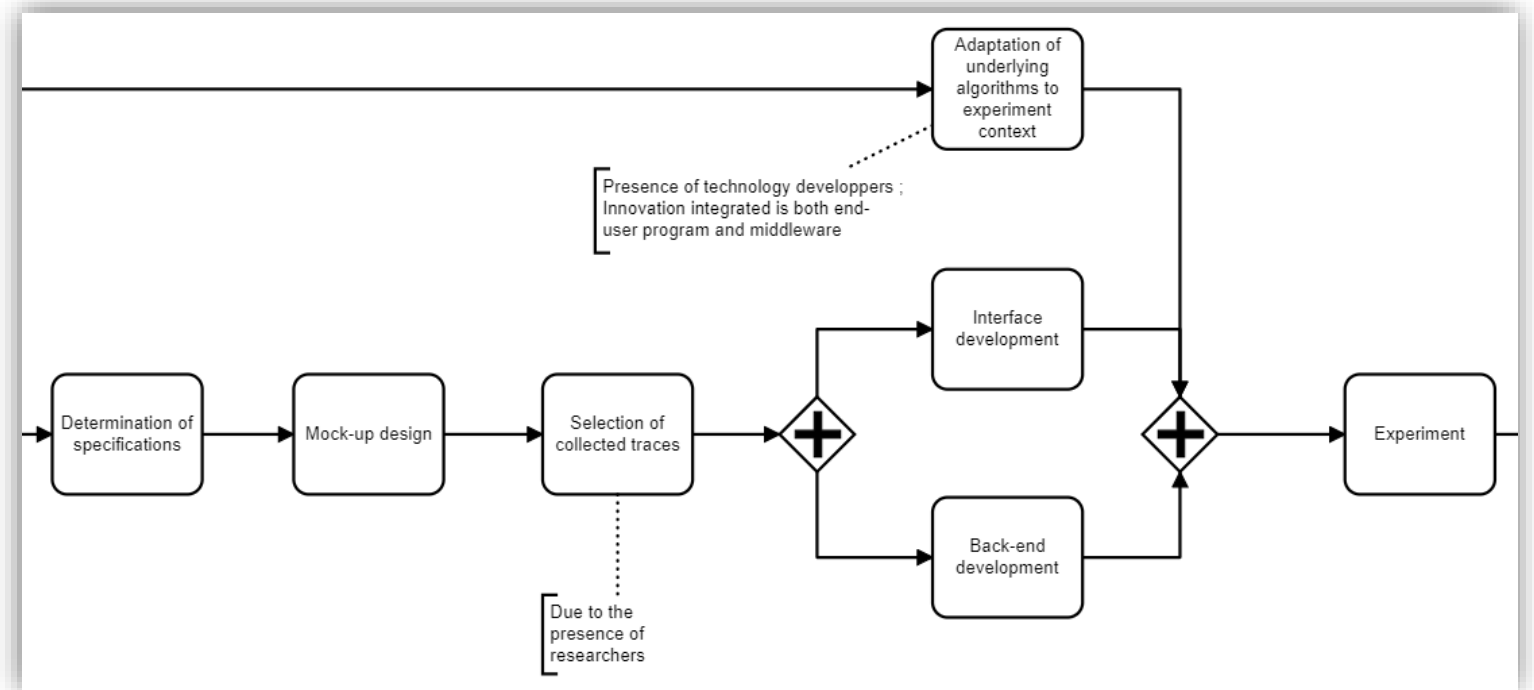 Adaptation of
underlying
algorithms to
experiment
context
Presence of technology developpers ;
Innovation integrated is both end-
user program and middleware
Interface
development
Determination of
specifications
Mock-up design
Selection of
collected traces
Experiment
Back-end
development
Due to the
presence of
researchers